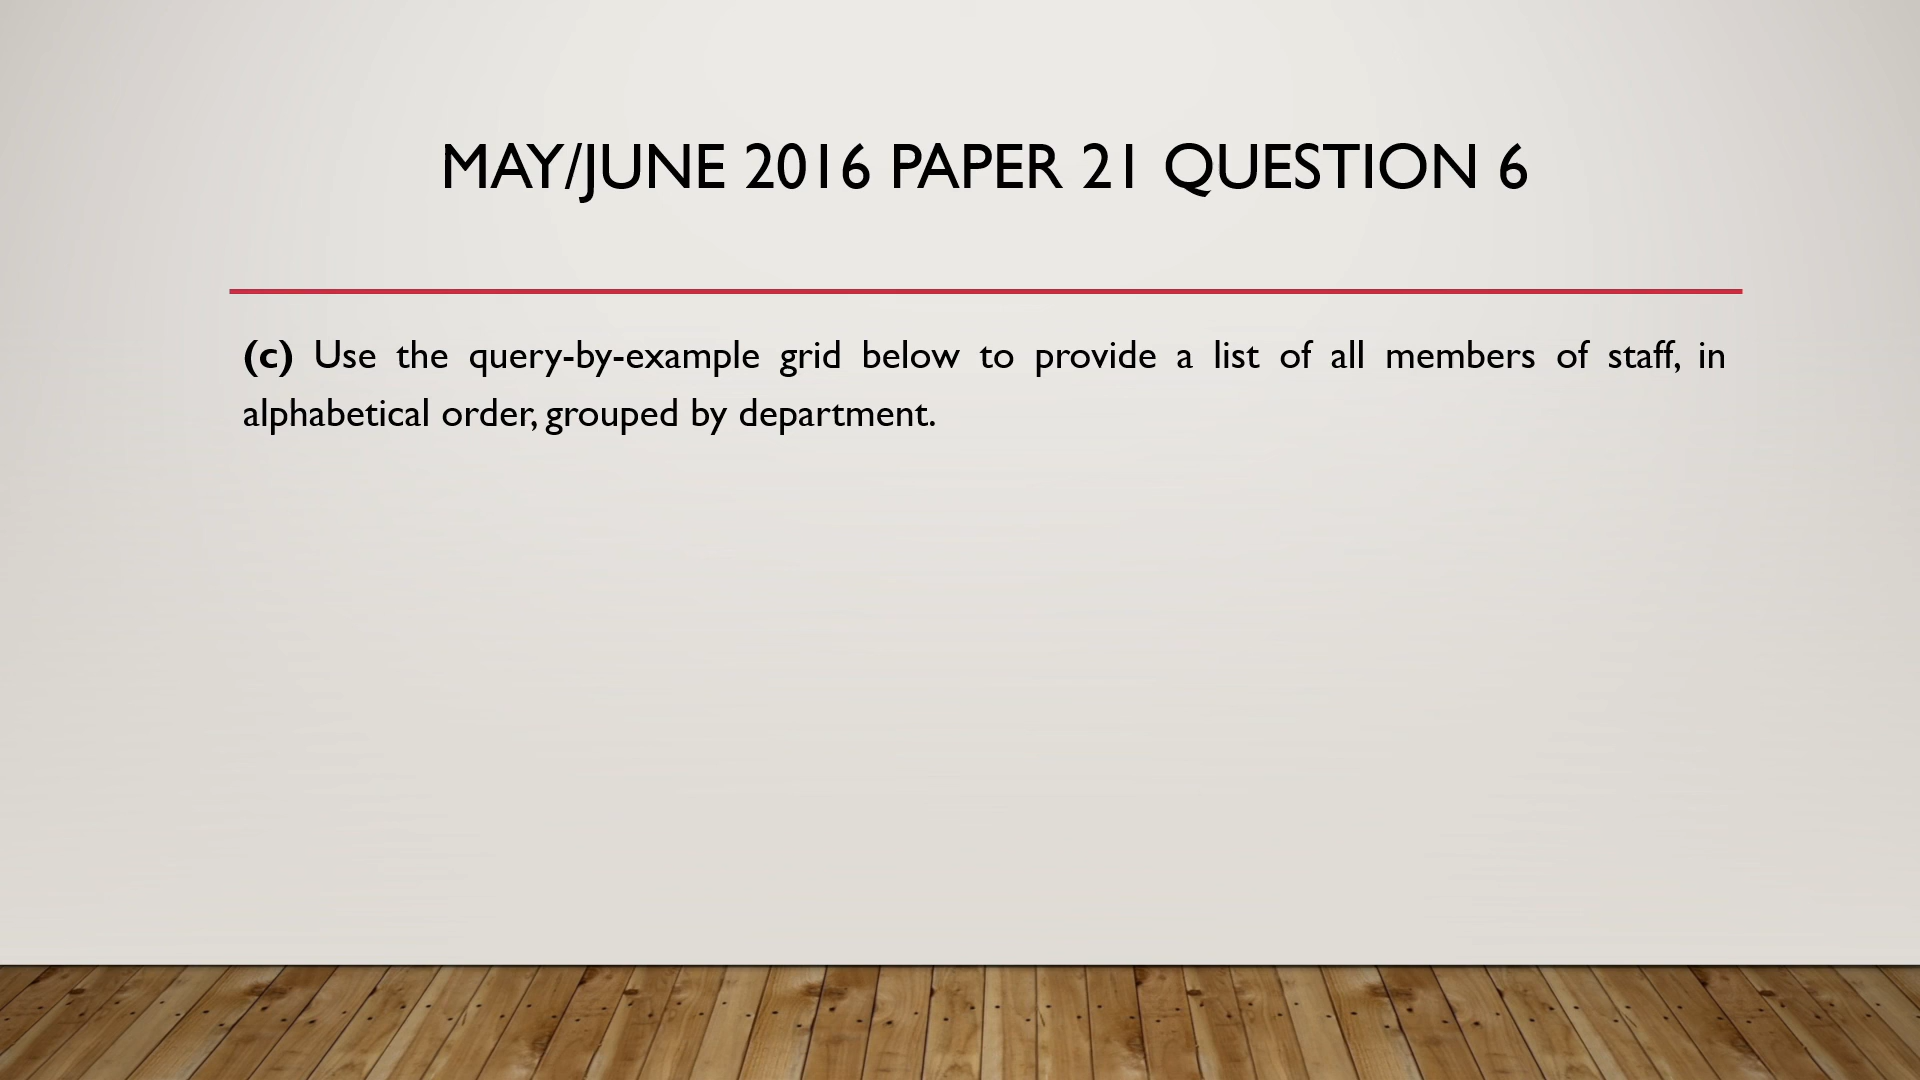 MAY/JUNE 2016 PAPER 21 QUESTION 6
(c) Use the query-by-example grid below to provide a list of all members of staff, in
alphabetical order, grouped by department.